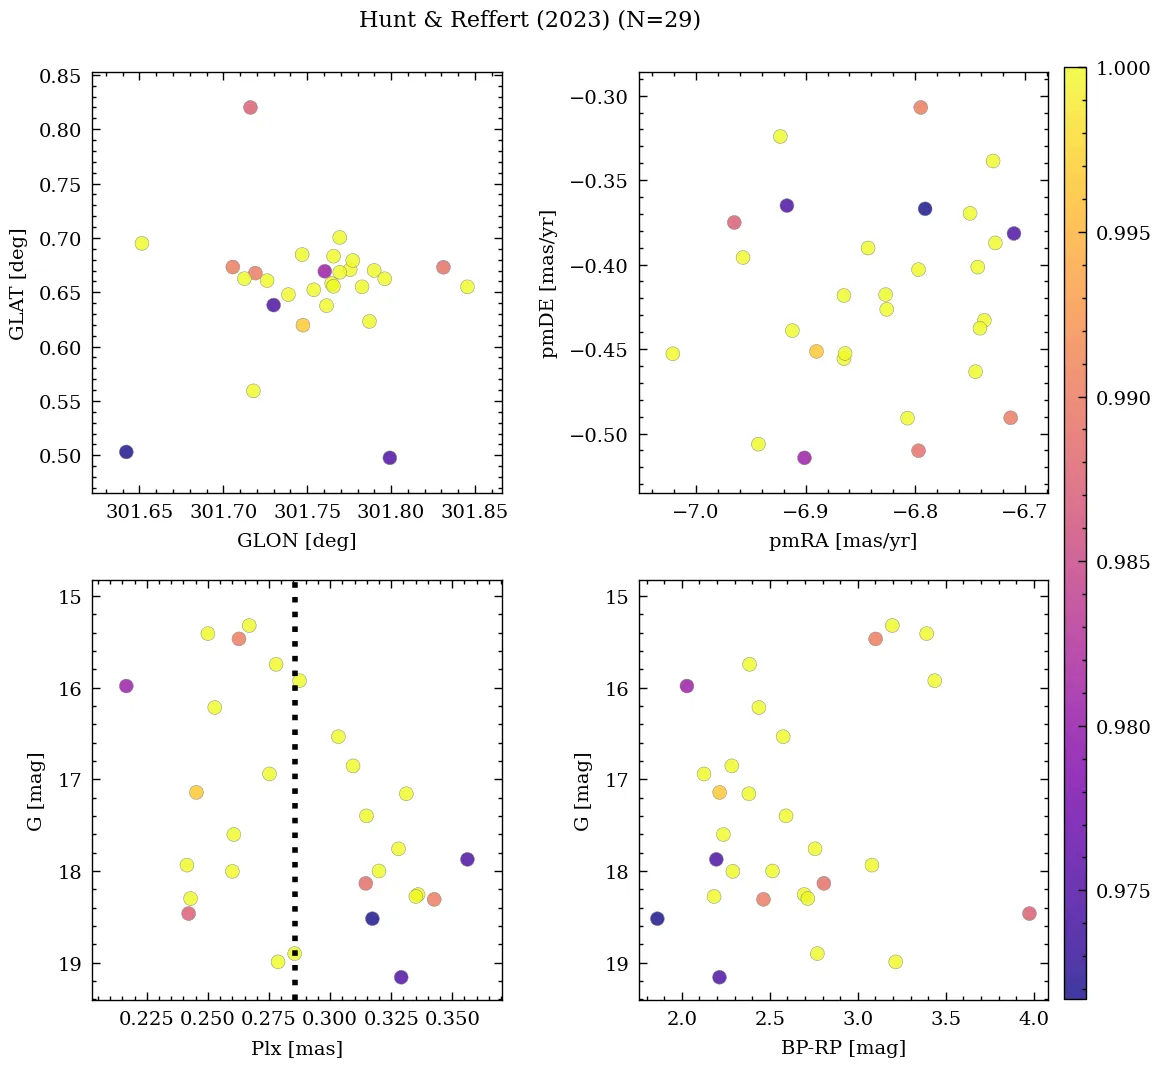 Hunt & Reffert (2023) (N=29)
0.85
0.80
0.75
0.70
0.65
0.60
0.55
0.50
GLAT [deg]
301.65 301.70 301.75 301.80 301.85
GLON [deg]
−0.30
−0.35
−0.40
−0.45
−0.50
pmDE [mas/yr]
−7.0 −6.9 −6.8 −6.7
pmRA [mas/yr]
15
16
17
18
19
G [mag]
0.225 0.250 0.275 0.300 0.325 0.350
Plx [mas]
15
16
17
18
19
G [mag]
2.0 2.5 3.0 3.5 4.0
BP-RP [mag]
1.000
0.995
0.990
0.985
0.980
0.975